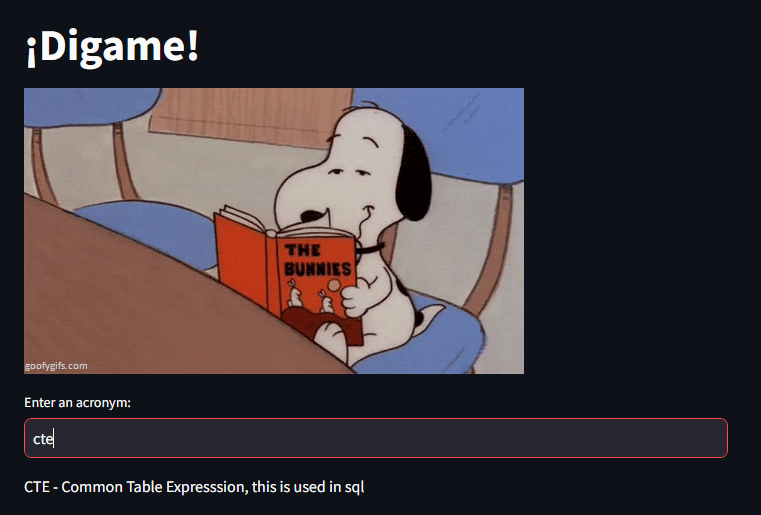 ¡Digame!
THE
BUNNIES
goofygifs.com
Enter an acronym:
cte
CTE - Common Table Expresssion, this is used in sql